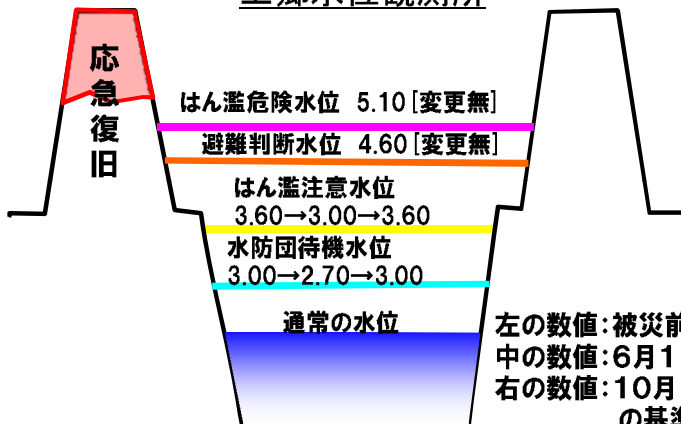 応急復旧
はん濫危険水位 5.10[変更無]
避難判断水位 4.60[変更無]
はん濫注意水位
3.60→3.00→3.60
水防団待機水位
3.00→2.70→3.00
通常の水位
左の数値:被災前
中の数値:6月1
右の数値:10月
の基準